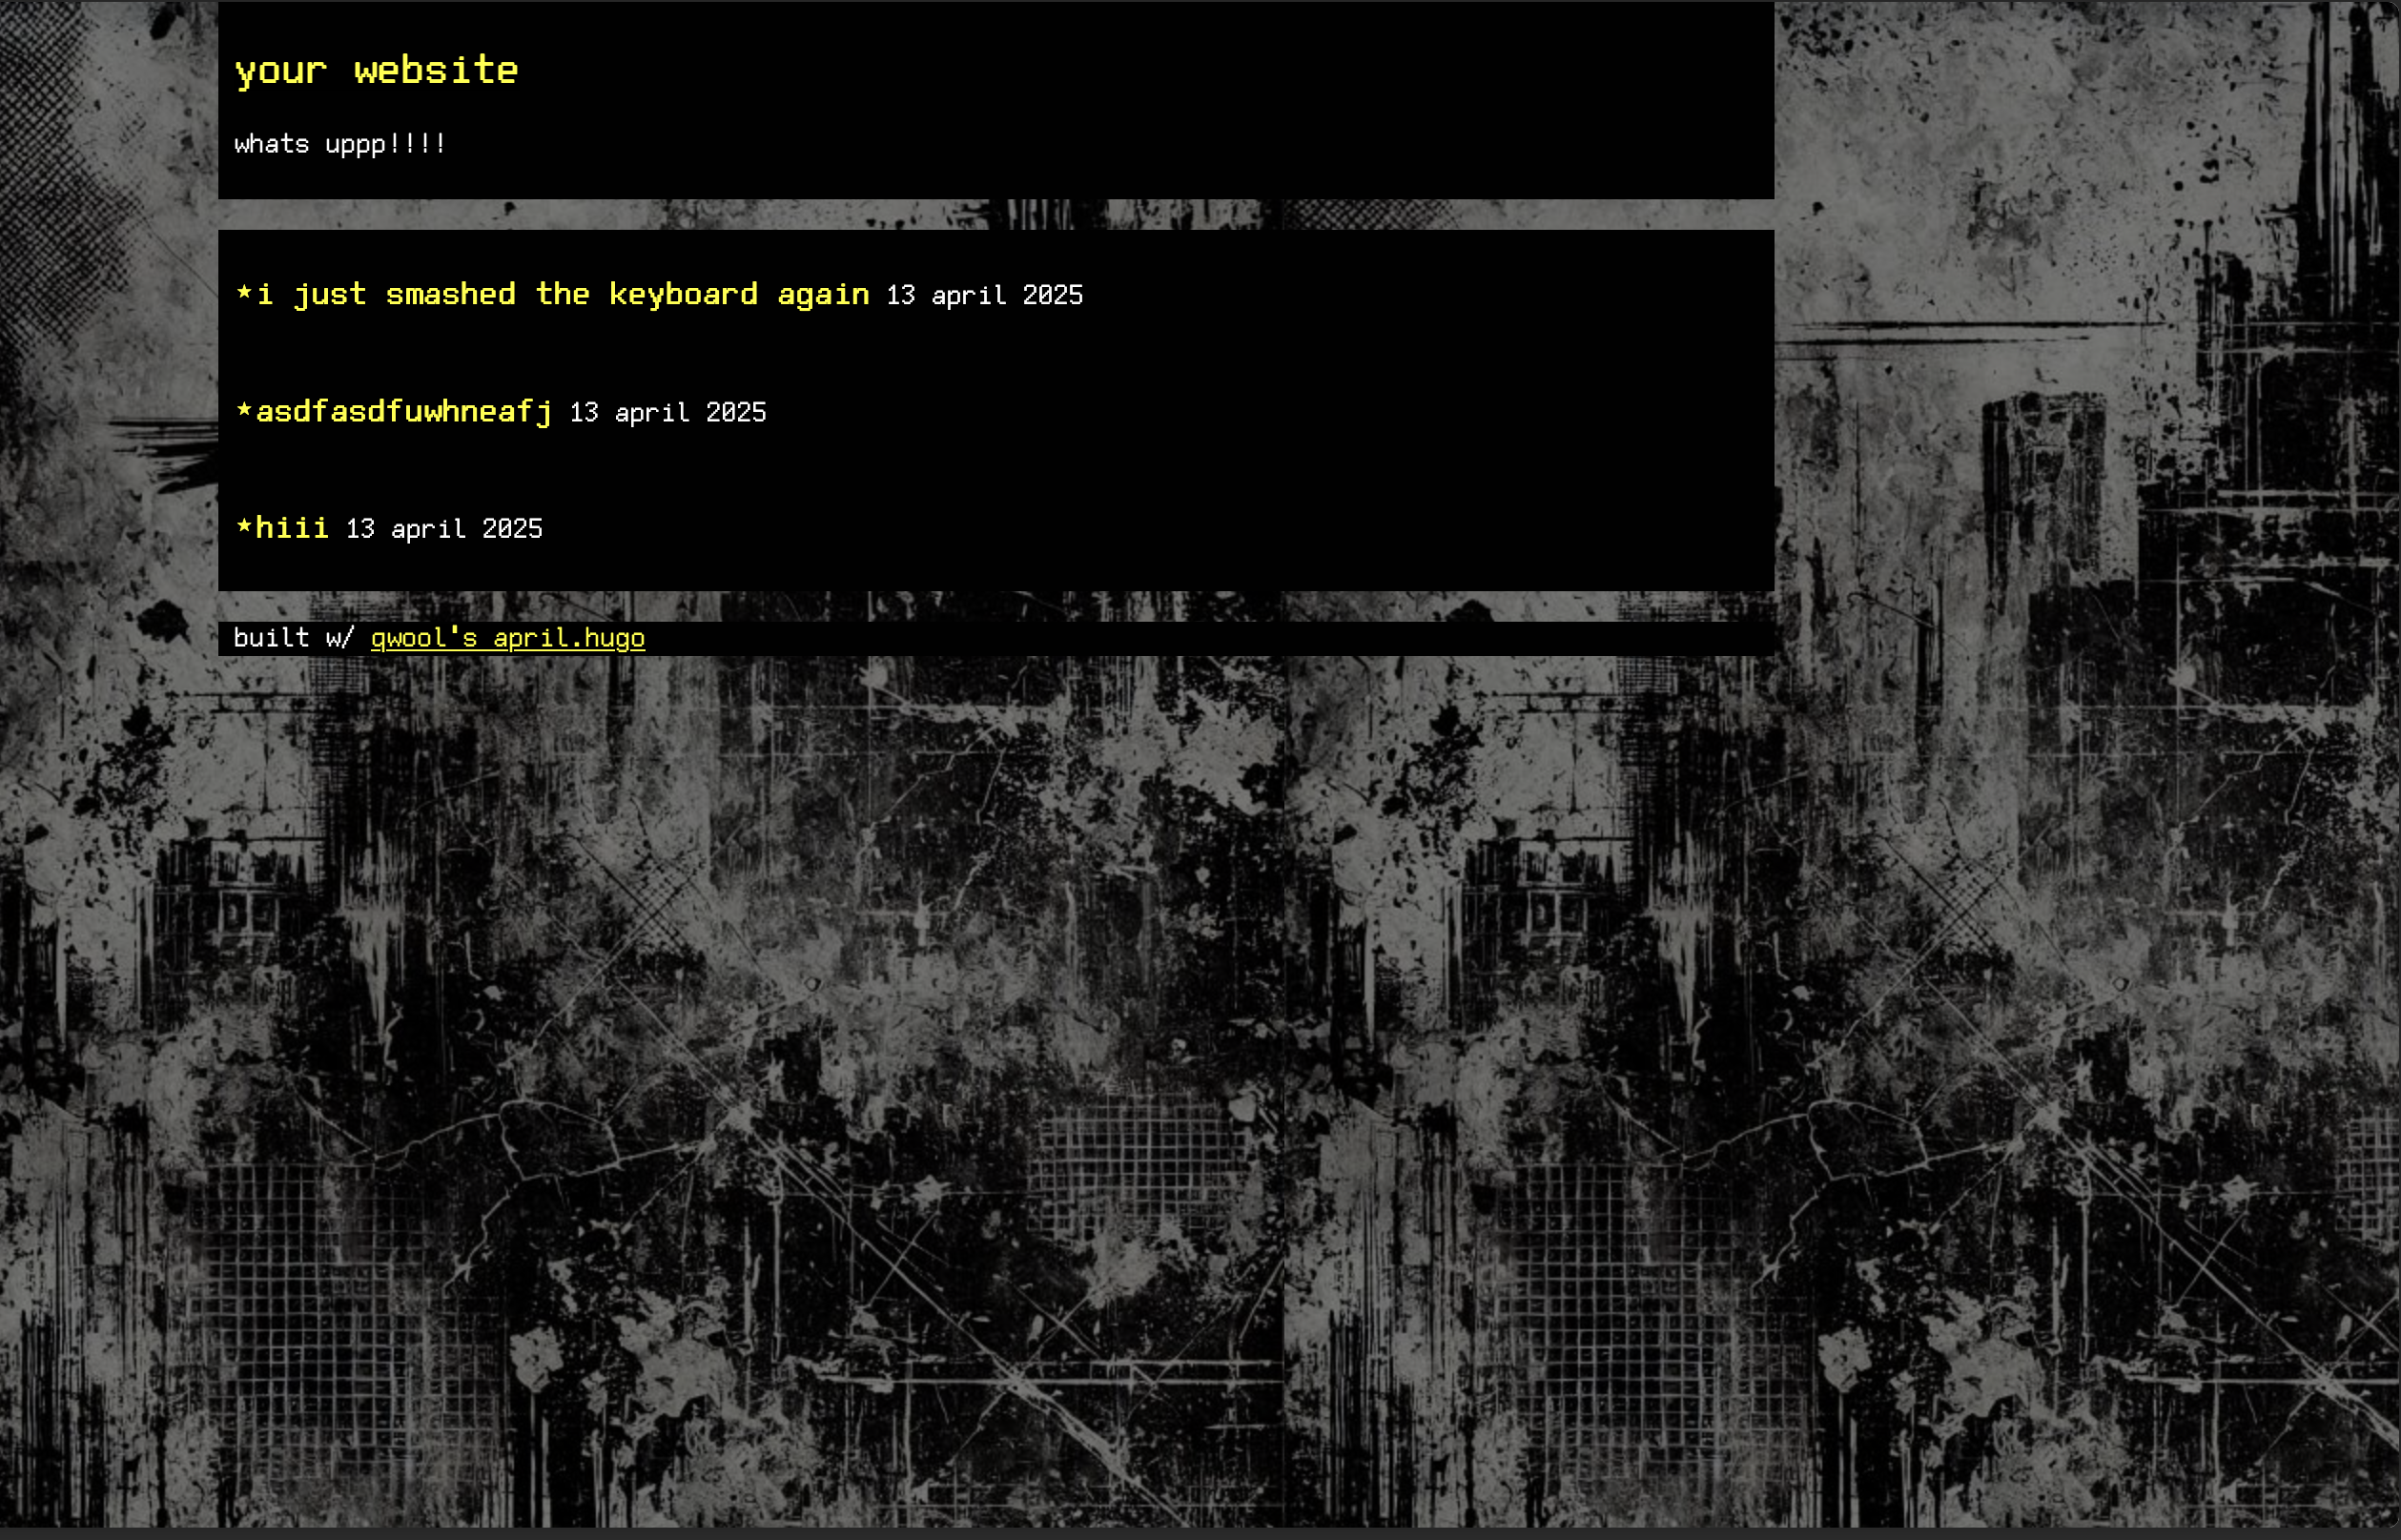 your website
whats uppp!!!!
*i just smashed the keyboard again 13 april 2025
*asdfasdfuwhneafj 13 april 2025
*hiii 13 april 2025
built w/ qwool's april.hugo